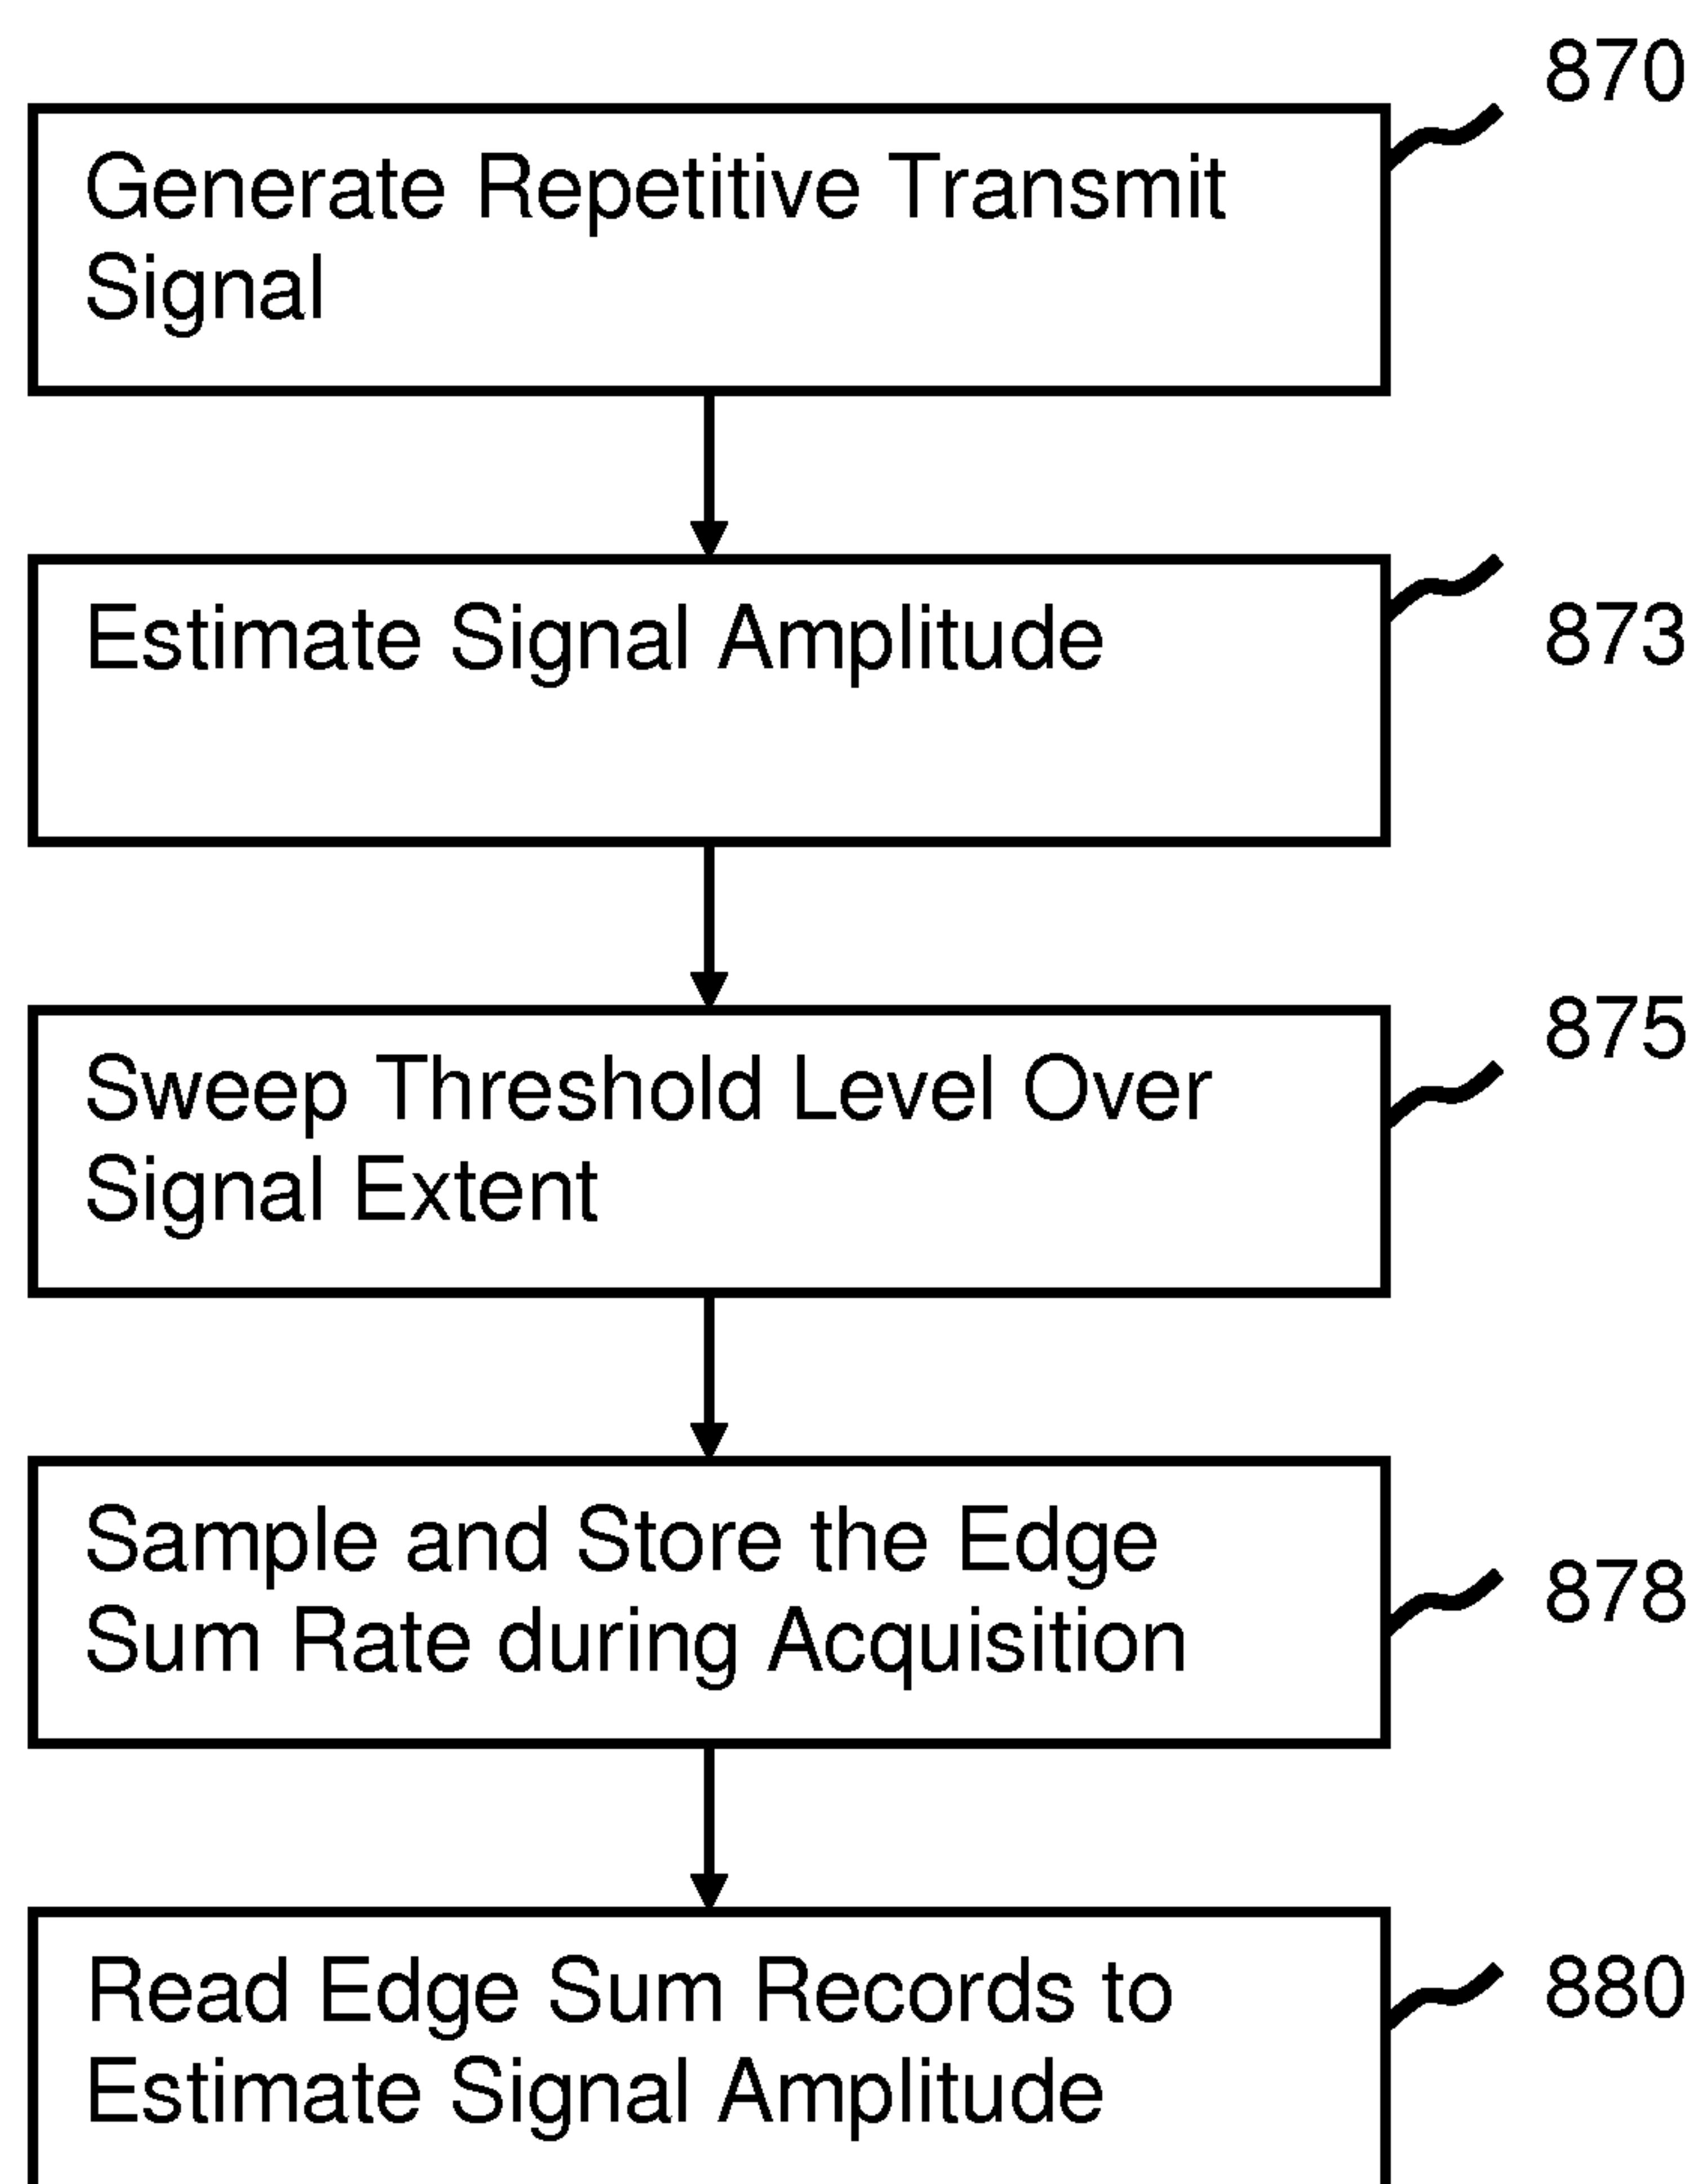 870
Generate Repetitive Transmit
Signal
Estimate Signal Amplitude
873
875
Sweep Threshold Level Over
Signal Extent
Sample and Store the Edge
878
Sum Rate during Acquisition
Read Edge Sum Records to
880
Estimate Signal Amplitude